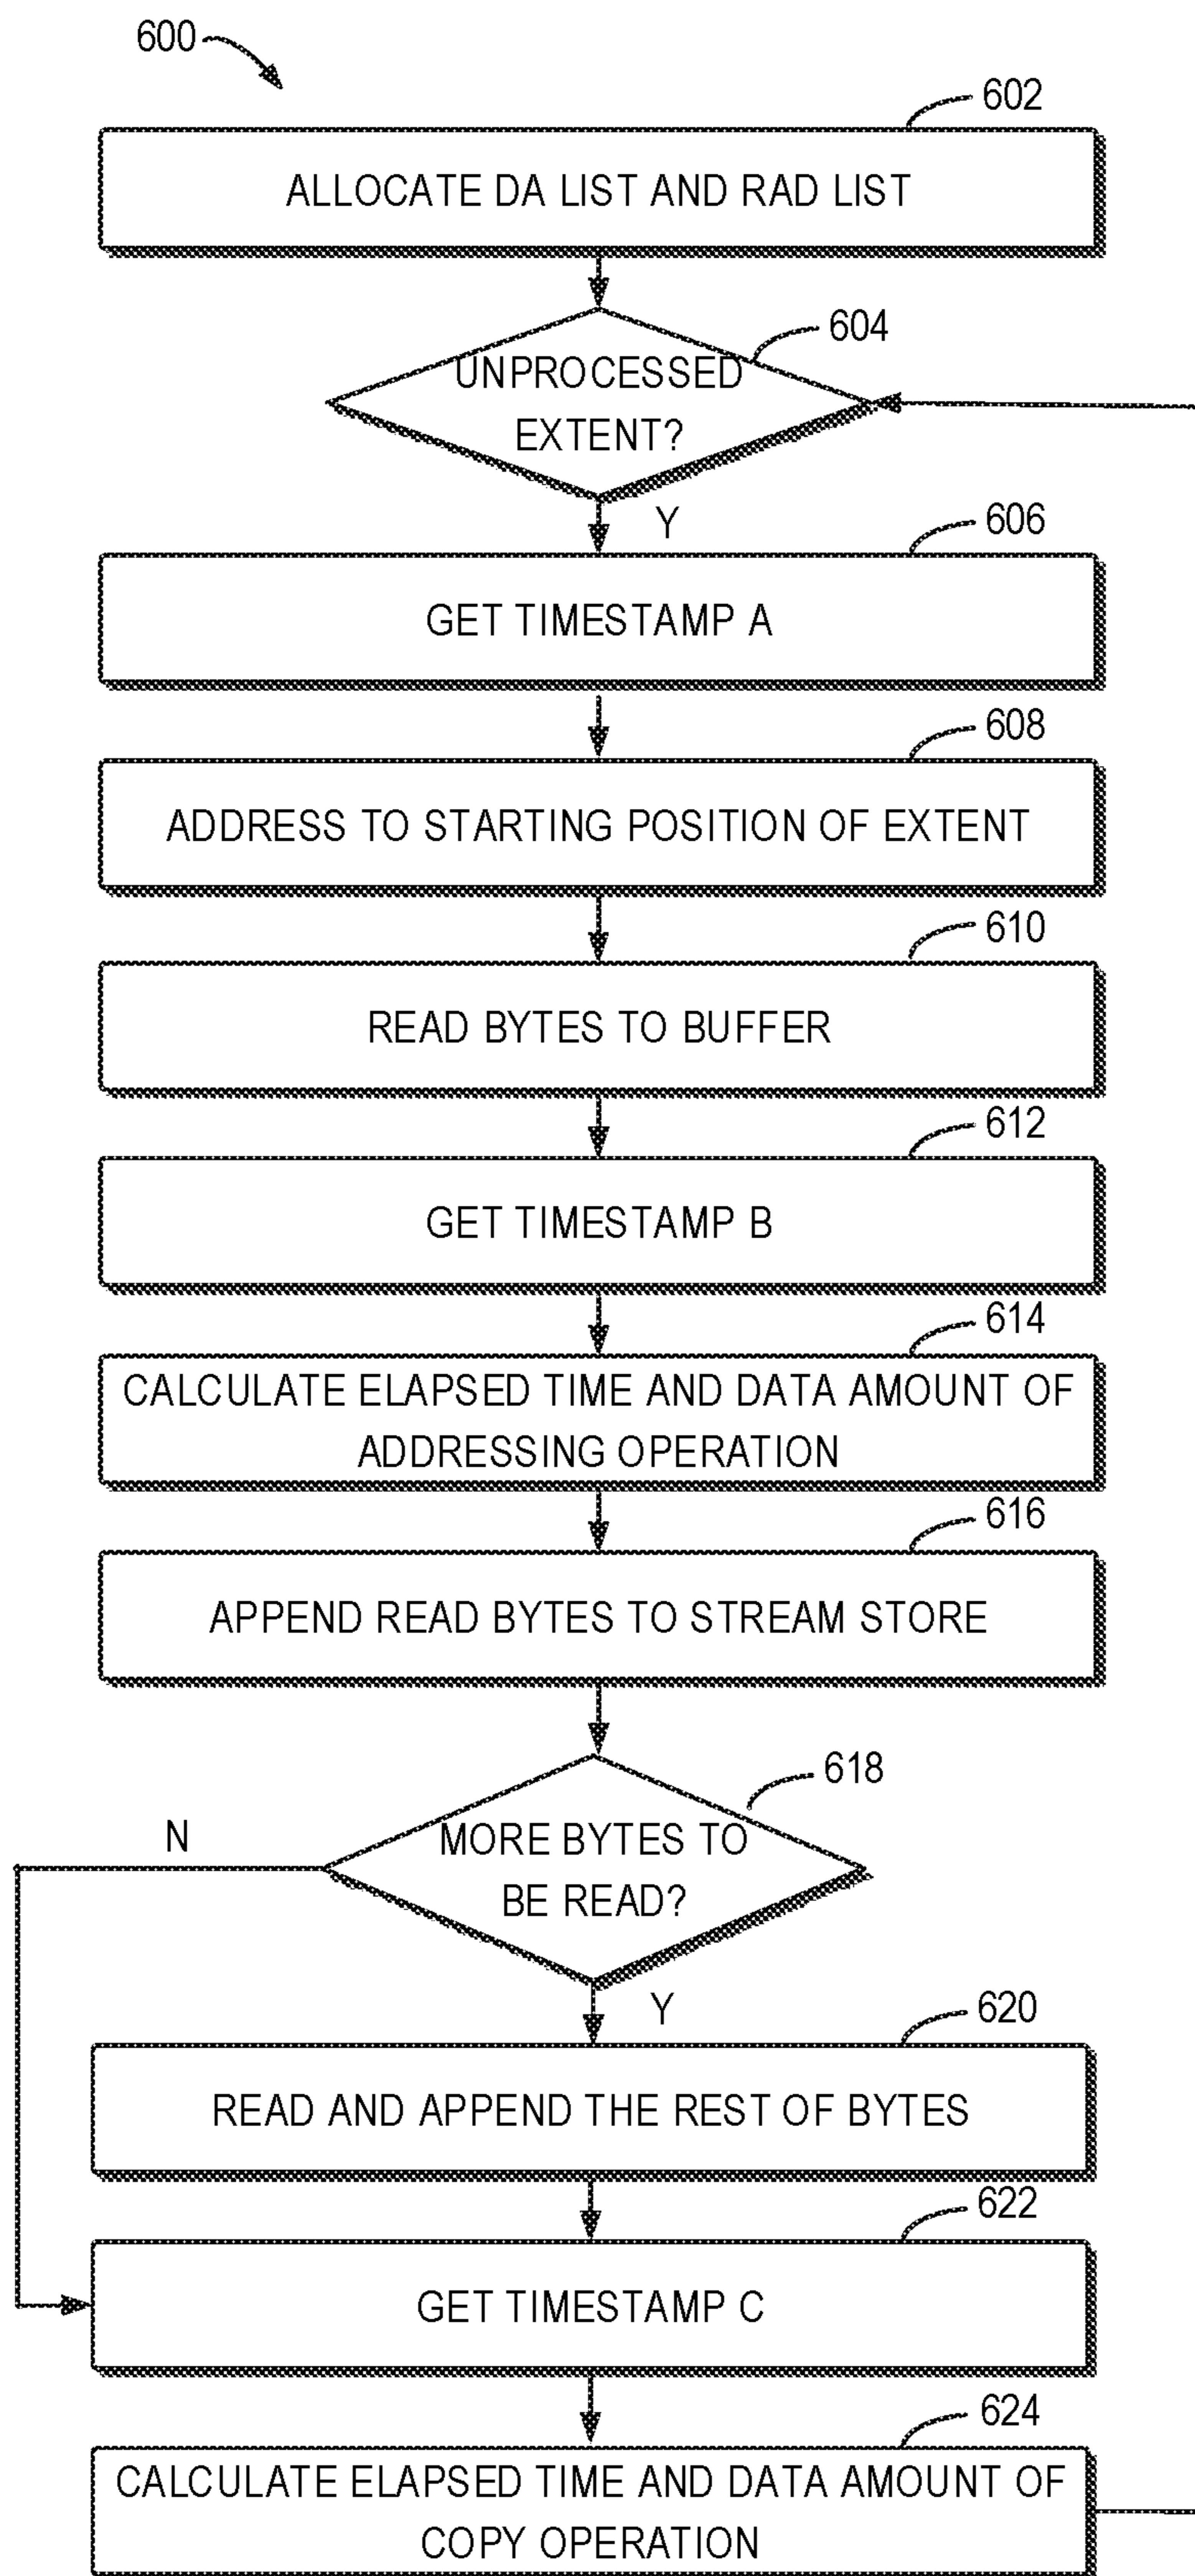 600
602
ALLOCATE DA LIST AND RAD LIST
604
UNPROCESSED
EXTENT?
Y
606
GET TIMESTAMP A
608
ADDRESS TO STARTING POSITION OF EXTENT
610
READ BYTES TO BUFFER
612
GET TIMESTAMP B
614
CALCULATE ELAPSED TIME AND DATA AMOUNT OF
ADDRESSING OPERATION
616
APPEND READ BYTES TO STREAM STORE
618
N
MORE BYTES TO
BE READ?
Y
620
READ AND APPEND THE REST OF BYTES
622
GET TIMESTAMP C
624
CALCULATE ELAPSED TIME AND DATA AMOUNT OF
COPY OPERATION